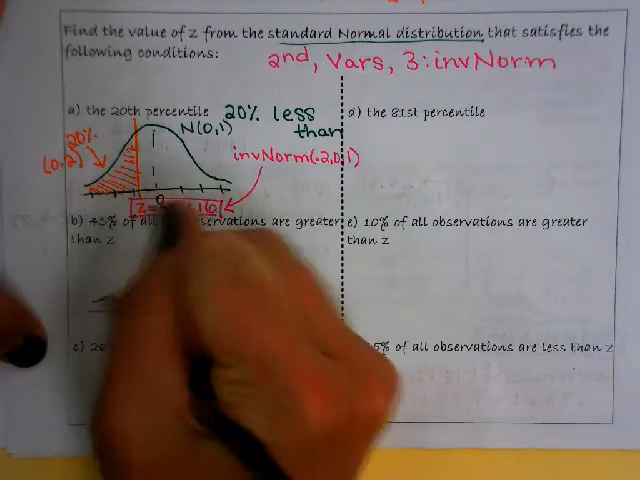 Find the value of z from the standard Normal distribution that satisfies the
following conditions:
2nd, Vars, 3:invNorm
a) the 20th percentile
20% less
than
d) the 81st percentile
N(0,1)
20%
(0.2)
invNorm(.2,0,1)
0
b) 45% of all observations are greater
than z
e) 10% of all observations are greater
than z
5% of all observations are less than z